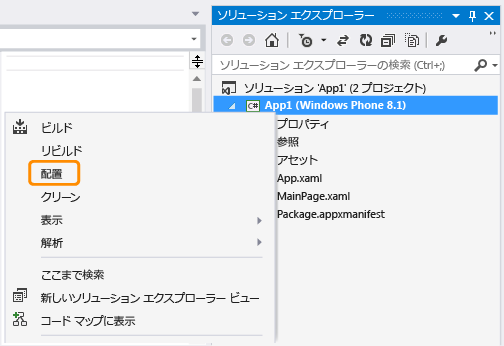 ソリューション エクスプローラー
ソリューション エクスプローラーの検索 (Ctrl+;)
ソリューション 'App1' (2 プロジェクト)
C# App1 (Windows Phone 8.1)
プロパティ
参照
アセット
App.xaml
MainPage.xaml
Package.appxmanifest
ビルド
リビルド
配置
クリーン
表示
解析
ここまで検索
新しいソリューション エクスプローラー ビュー
コード マップに表示